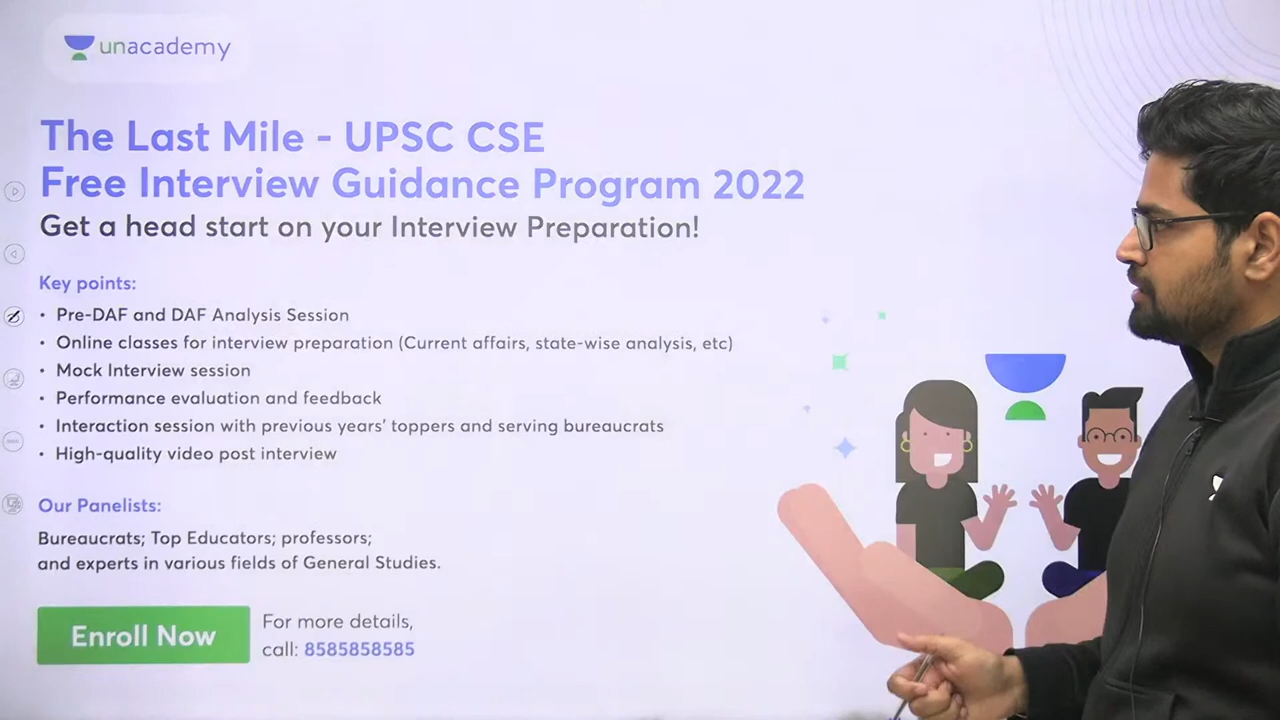 unacademy
The Last Mile - UPSC CSE
Free Interview Guidance Program 2022
Get a head start on your Interview Preparation!
Key points:
• Pre-DAF and DAF Analysis Session
• Online classes for interview preparation (Current affairs, state-wise analysis, etc)
• Mock Interview session
• Performance evaluation and feedback
• Interaction session with previous years' toppers and serving bureaucrats
• High-quality video post interview
Our Panelists:
Bureaucrats; Top Educators; professors;
and experts in various fields of General Studies.
Enroll Now
For more details,
call: 8585858585